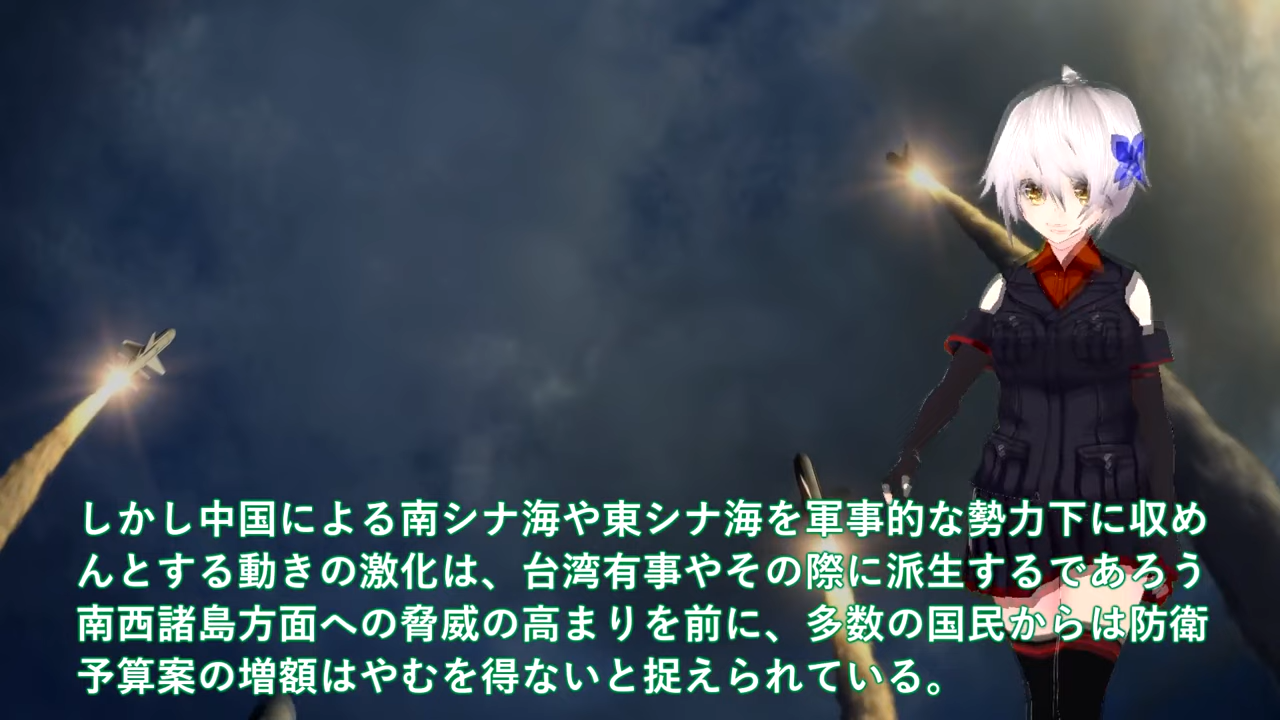 しかし中国による南シナ海や東シナ海を軍事的な勢力下に収め
んとする動きの激化は、台湾有事やその際に派生するであろう
南西諸島方面への脅威の高まりを前に、多数の国民からは防衛
予算案の増額はやむを得ないと捉えられている。